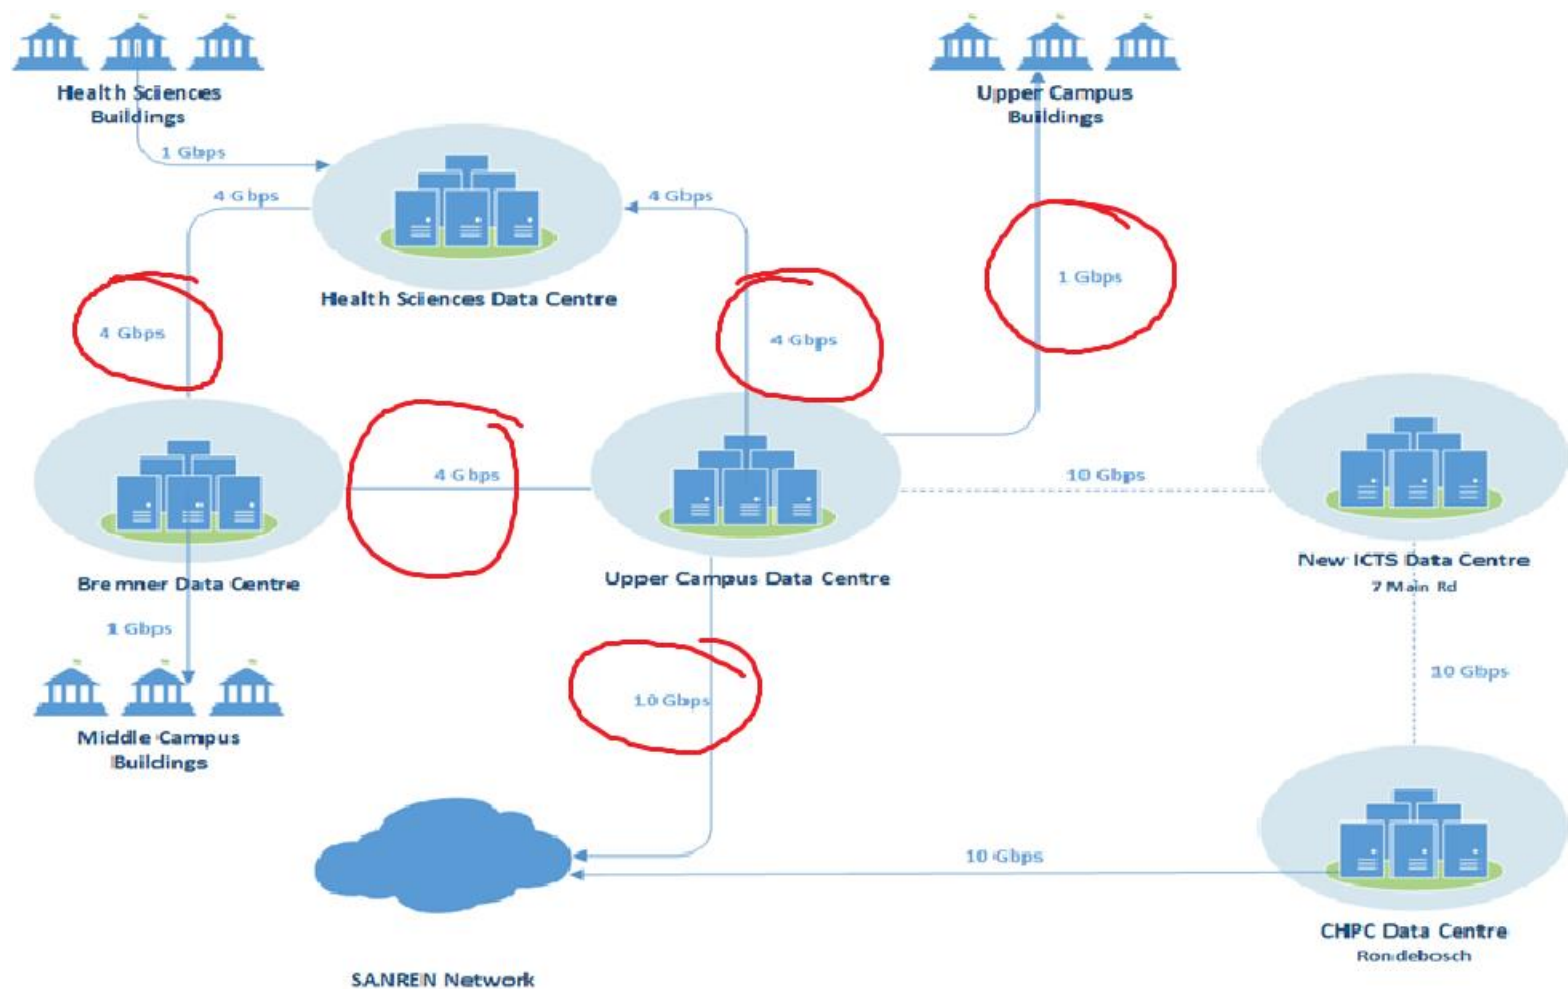 Health Sciences
Buildings
Upper Campus
Buildings
1 Gbps
4 Gbps
4 Gbps
1 Gbps
Health Sciences Data Centre
4 Gbps
4 Gbps
4 Gbps
10 Gbps
Bremner Data Centre
Upper Campus Data Centre
New ICTS Data Centre
7 Main Rd
1 Gbps
10 Gbps
10 Gbps
Middle Campus
Buildings
10 Gbps
CHPC Data Centre
Rondebosch
SANREN Network